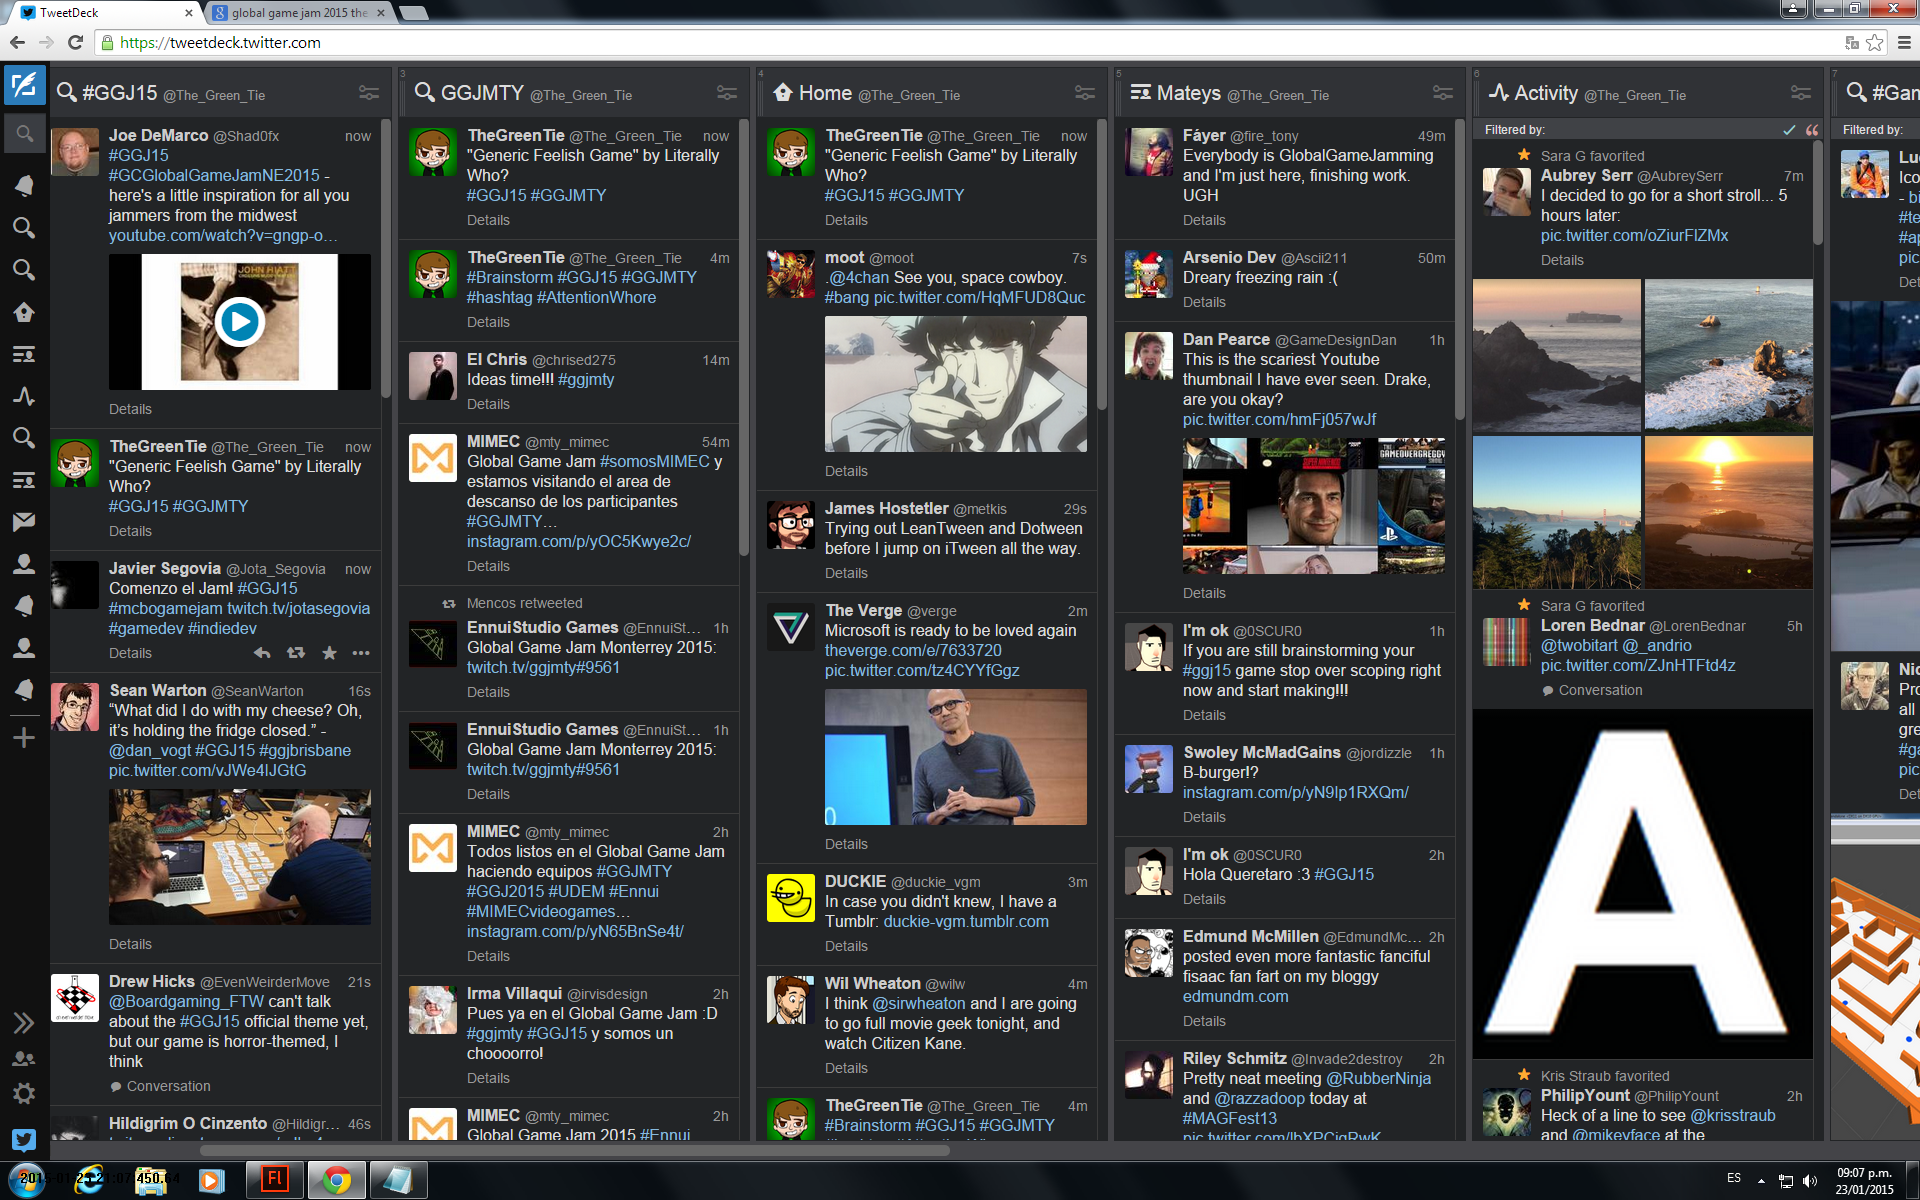 TweetDeck
global game jam 2015 the
https://tweetdeck.twitter.com
#GGJ15 @The_Green_Tie
Joe DeMarco @Shad0fx now
#GGJ15
#GCGlobalGameJamNE2015 -
here's a little inspiration for all you
jammers from the midwest
youtube.com/watch?v=gngp-o…
JOHN HIATT
Details
TheGreenTie @The_Green_Tie now
"Generic Feelish Game" by Literally
Who?
#GGJ15 #GGJMTY
Details
Javier Segovia @Jota_Segovia now
Comenzo el Jam! #GGJ15
#mcbogamejam twitch.tv/jotasegovia
#gamedev #indiedev
Details
Sean Warton @SeanWarton 16s
“What did I do with my cheese? Oh,
it’s holding the fridge closed.” -
@dan_vogt #GGJ15 #ggjbrisbane
pic.twitter.com/vJWe4lJGtG
Details
Drew Hicks @EvenWeirderMove 21s
@Boardgaming_FTW can't talk
about the #GGJ15 official theme yet,
but our game is horror-themed, I
think
Conversation
Hildigrim O Cinzento @Hildigr… 46s
3
GGJMTY @The_Green_Tie
TheGreenTie @The_Green_Tie now
"Generic Feelish Game" by Literally
Who?
#GGJ15 #GGJMTY
Details
TheGreenTie @The_Green_Tie 4m
#Brainstorm #GGJ15 #GGJMTY
#hashtag #AttentionWhore
Details
El Chris @chrised275 14m
Ideas time!!! #ggjmty
Details
MIMEC @mty_mimec 54m
Global Game Jam #somosMIMEC y
estamos visitando el area de
descanso de los participantes
#GGJMTY…
instagram.com/p/yOC5Kwye2c/
Details
Mencos retweeted
EnnuiStudio Games @EnnuiSt… 1h
Global Game Jam Monterrey 2015:
twitch.tv/ggjmty#9561
Details
EnnuiStudio Games @EnnuiSt… 1h
Global Game Jam Monterrey 2015:
twitch.tv/ggjmty#9561
Details
MIMEC @mty_mimec 2h
Todos listos en el Global Game Jam
haciendo equipos #GGJMTY
#GGJ2015 #UDEM #Ennui
#MIMECvideogames…
instagram.com/p/yN65BnSe4t/
Details
Irma Villaqui @irvisdesign 2h
Pues ya en el Global Game Jam :D
#ggjmty #GGJ15 y somos un
choooorro!
Details
MIMEC @mty_mimec 2h
Global Game Jam 2015 #Ennui
4
Home @The_Green_Tie
TheGreenTie @The_Green_Tie now
"Generic Feelish Game" by Literally
Who?
#GGJ15 #GGJMTY
Details
moot @moot 7s
.@4chan See you, space cowboy.
#bang pic.twitter.com/HqMFUD8Quc
Details
James Hostetler @metkis 29s
Trying out LeanTween and Dotween
before I jump on iTween all the way.
Details
The Verge @verge 2m
Microsoft is ready to be loved again
theverge.com/e/7633720
pic.twitter.com/tz4CYYfGgz
Details
DUCKIE @duckie_vgm 3m
In case you didn't knew, I have a
Tumblr: duckie-vgm.tumblr.com
Details
Wil Wheaton @wilw 4m
I think @sirwheaton and I are going
to go full movie geek tonight, and
watch Citizen Kane.
Details
TheGreenTie @The_Green_Tie 4m
#Brainstorm #GGJ15 #GGJMTY
5
Mateys @The_Green_Tie
Fáyer @fire_tony 49m
Everybody is GlobalGameJamming
and I'm just here, finishing work.
UGH
Details
Arsenio Dev @Ascii211 50m
Dreary freezing rain :(
Details
Dan Pearce @GameDesignDan 1h
This is the scariest Youtube
thumbnail I have ever seen. Drake,
are you okay?
pic.twitter.com/hmFj057wJf
SUPER NINTENDO
THE GAMEOVERGREGGY
Details
I'm ok @0SCUR0 1h
If you are still brainstorming your
#ggj15 game stop over scoping right
now and start making!!!
Details
Swoley McMadGains @jordizzle 1h
B-burger!?
instagram.com/p/yN9lp1RXQm/
Details
I'm ok @0SCUR0 2h
Hola Queretaro :3 #GGJ15
Details
Edmund McMillen @EdmundMc… 2h
posted even more fantastic fanciful
fisaac fan fart on my bloggy
edmundm.com
Details
Riley Schmitz @Invade2destroy 2h
Pretty neat meeting @RubberNinja
and @razzadoop today at
#MAGFest13
pic.twitter.com/lbXPCigRwK
6
Activity @The_Green_Tie
Filtered by:
Sara G favorited
Aubrey Serr @AubreySerr 7m
I decided to go for a short stroll... 5
hours later:
pic.twitter.com/oZiurFlZMx
Details
Sara G favorited
Loren Bednar @LorenBednar 5h
@twobitart @_andrio
pic.twitter.com/ZJnHTFtd4z
Conversation
A
Kris Straub favorited
PhilipYount @PhilipYount 2h
Heck of a line to see @krisstraub
and @mikeyface at the
7
#Gam
Filtered by:
Lu
Ico
- bi
#te
#ap
pic
Det
Nic
Pro
all
gre
#ga
pic
Det
2015-01-23 21:07:450.64
Fl
ES
09:07 p.m.
23/01/2015